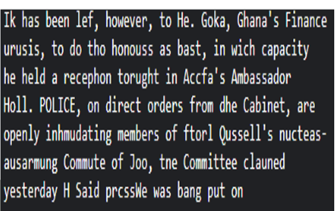 Ik has been lef, however, to He. Goka, Ghana's Finance
urusis, to do tho honouss as bast, in wich capacity
he held a recephon torught in Accfa's Ambassador
Holl. POLICE, on direct orders from dhe Cabinet, are
openly inhmudating members of ftorl Qussell's nucteas-
ausarmung Commute of Joo, tne Committee clauned
yesterday H Said prcssWe was bang put on